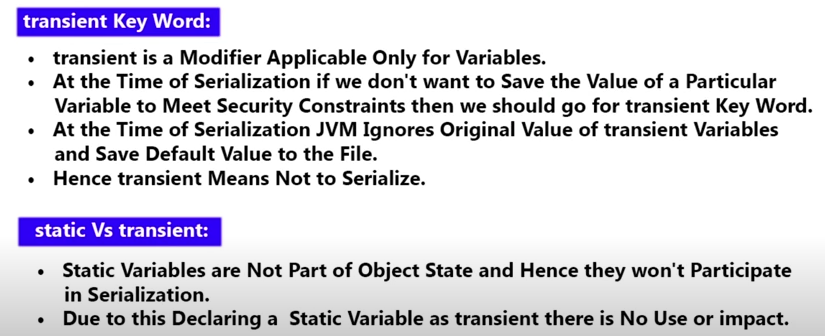 transient Key Word:
• transient is a Modifier Applicable Only for Variables.
• At the Time of Serialization if we don't want to Save the Value of a Particular
Variable to Meet Security Constraints then we should go for transient Key Word.
• At the Time of Serialization JVM Ignores Original Value of transient Variables
and Save Default Value to the File.
• Hence transient Means Not to Serialize.
static Vs transient:
• Static Variables are Not Part of Object State and Hence they won't Participate
in Serialization.
• Due to this Declaring a Static Variable as transient there is No Use or impact.